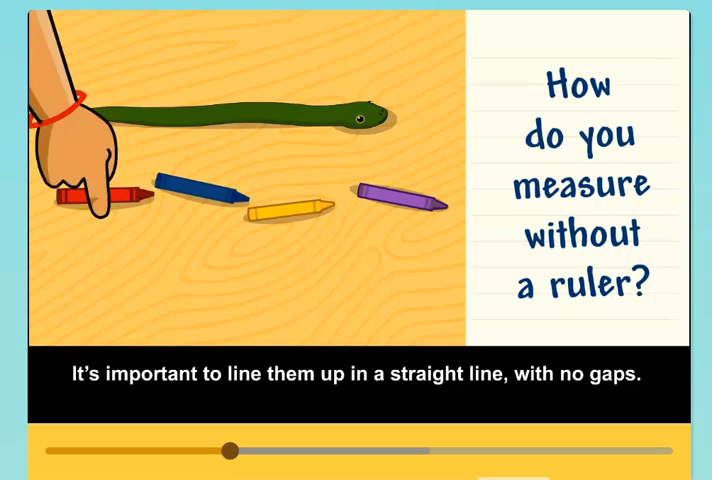 How
do you
measure
without
a ruler?
It's important to line them up in a straight line, with no gaps.